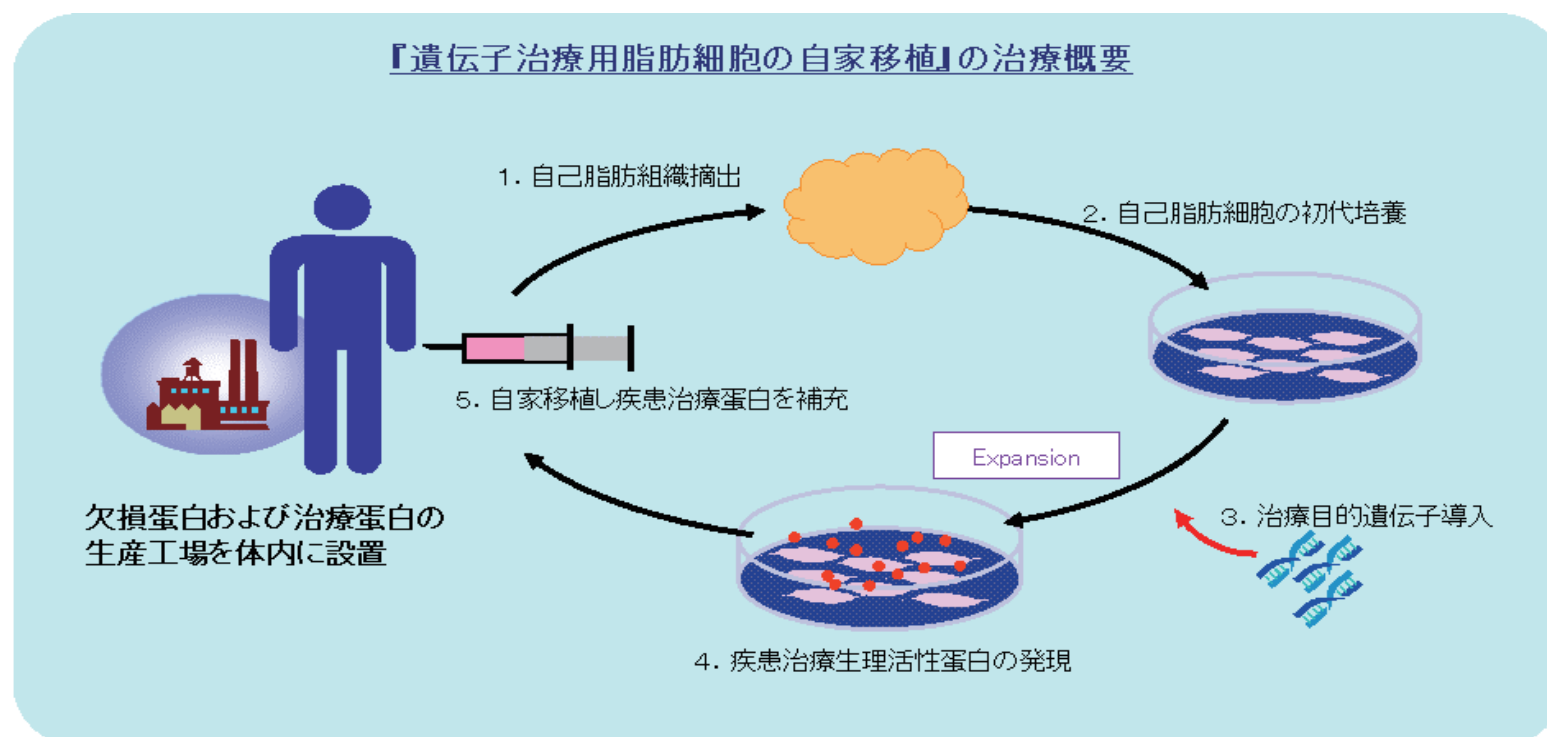 『遺伝子治療用脂肪細胞の自家移植』の治療概要
1. 自己脂肪組織摘出
2. 自己脂肪細胞の初代培養
5. 自家移植し疾患治療蛋白を補充
Expansion
3. 治療目的遺伝子導入
欠損蛋白および治療蛋白の
生産工場を体内に設置
4. 疾患治療生理活性蛋白の発現